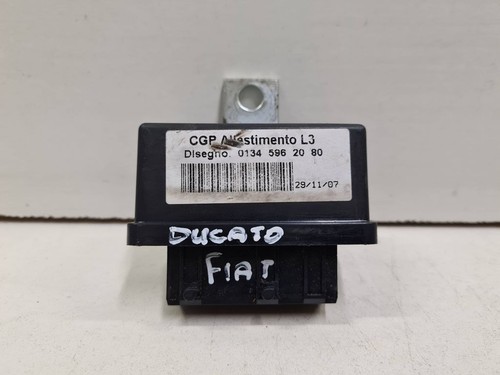 CGP Allestimento L3
Disegno: 0134 596 20 80
29/11/07
DUCATO
FIAT